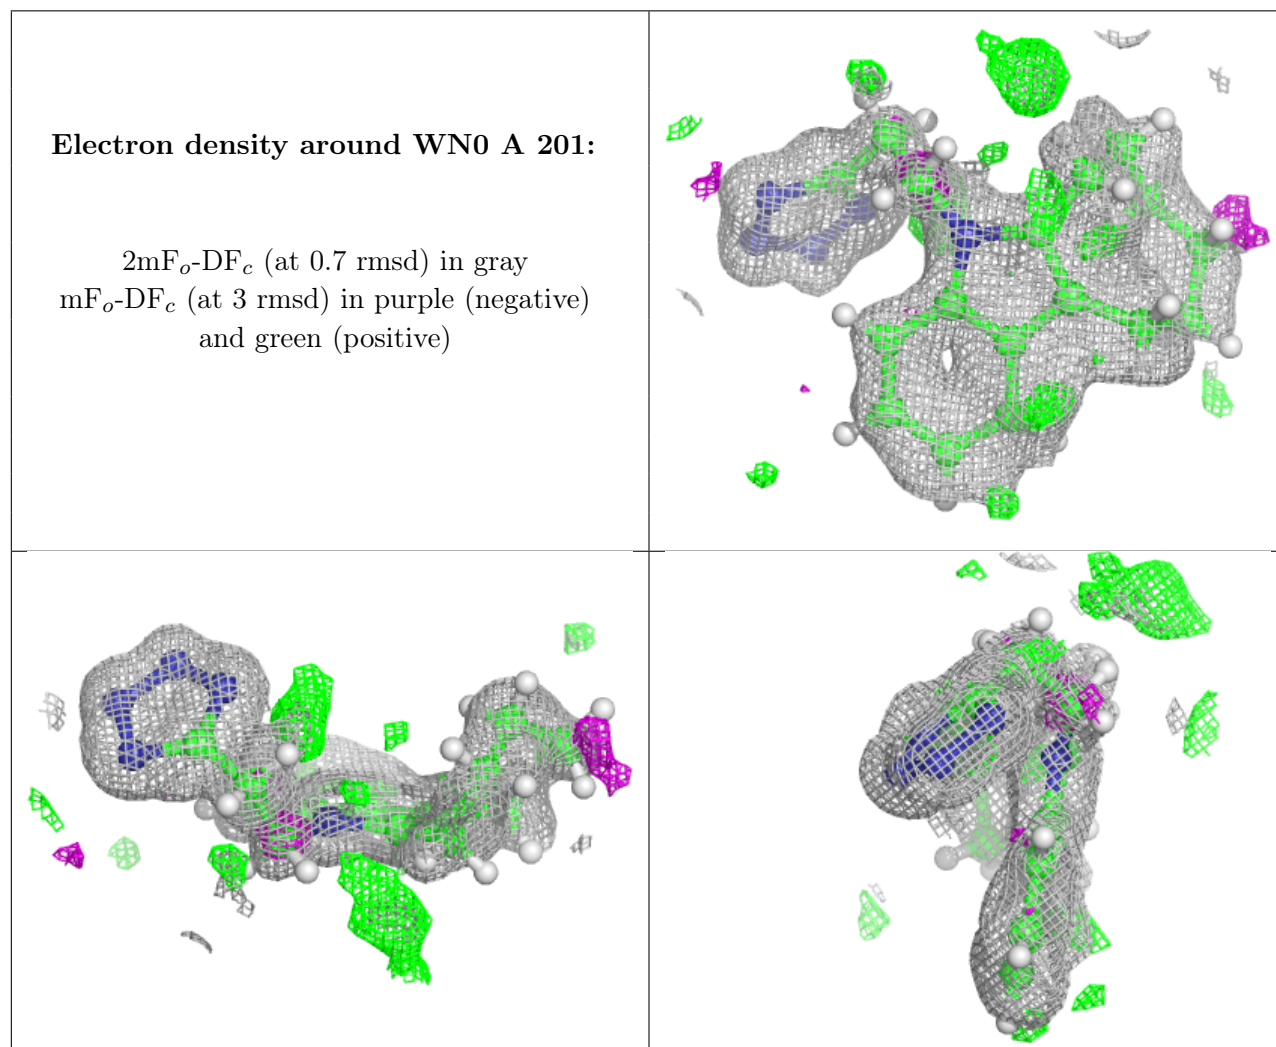 Electron density around WN0 A 201:
2mFo-DFc (at 0.7 rmsd) in gray
mFo-DFc (at 3 rmsd) in purple (negative)
and green (positive)